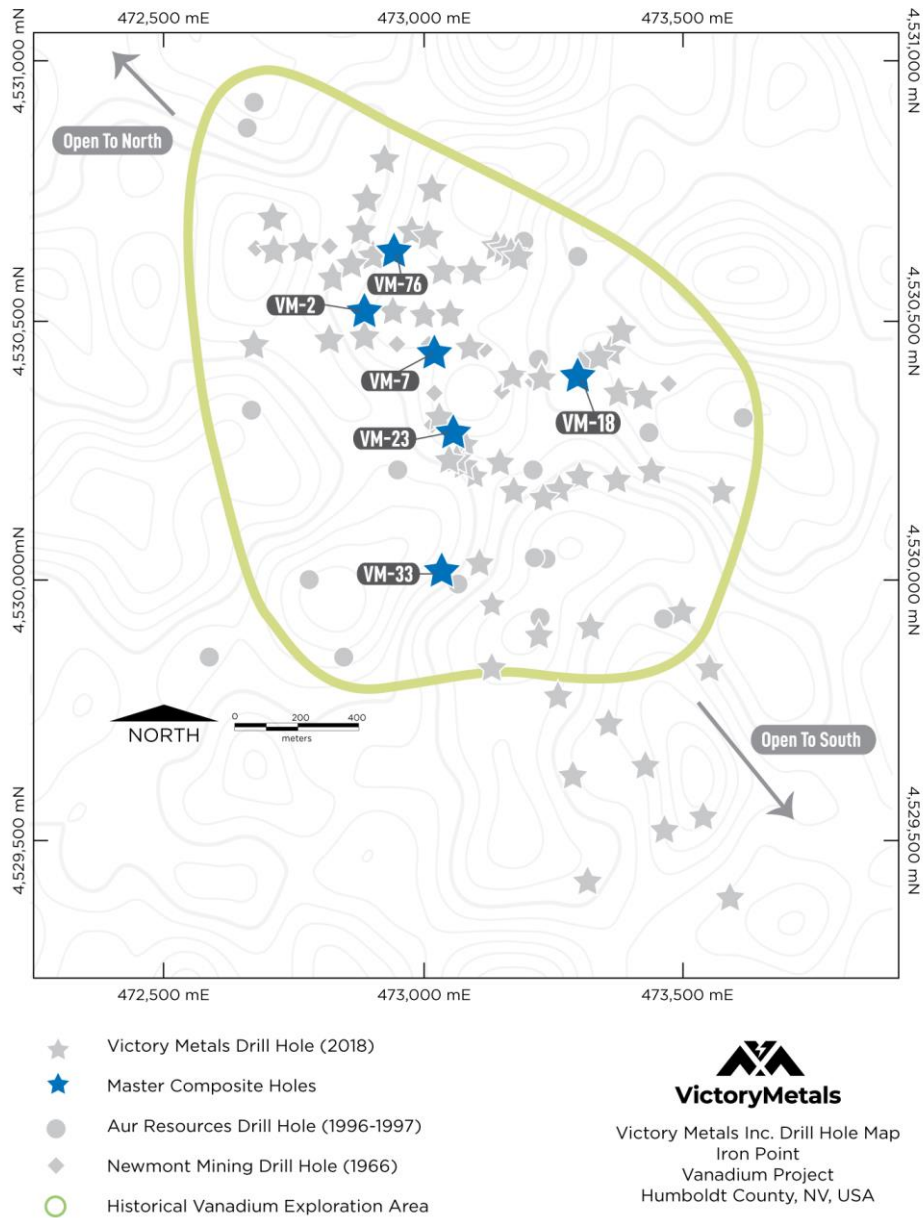 472,500 mE
473,000 mE
473,500 mE
4,531,000 mN
4,531,000 mN
Open To North
VM-76
VM-2
4,530,500 mN
4,530,500 mN
VM-7
VM-18
VM-23
VM-33
4,530,000mN
4,530,000 mN
NORTH
0 200 400
meters
Open To South
4,529,500 mN
4,529,500 mN
472,500 mE
473,000 mE
473,500 mE
Victory Metals Drill Hole (2018)
Master Composite Holes
Aur Resources Drill Hole (1996-1997)
Newmont Mining Drill Hole (1966)
Historical Vanadium Exploration Area
VictoryMetals
Victory Metals Inc. Drill Hole Map
Iron Point
Vanadium Project
Humboldt County, NV, USA